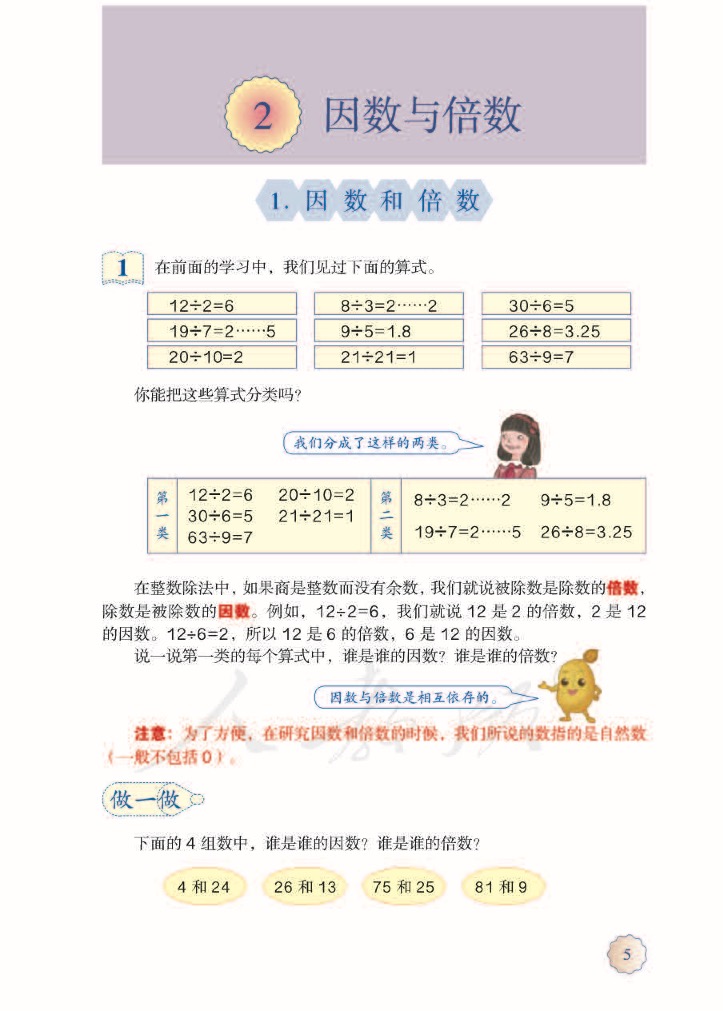 2 因数与倍数
1. 因数和倍数
1 在前面的学习中，我们见过下面的算式。
12÷2=6 8÷3=2……2 30÷6=5
19÷7=2……5 9÷5=1.8 26÷8=3.25
20÷10=2 21÷21=1 63÷9=7
你能把这些算式分类吗？
我们分成了这样的两类。
第一类
12÷2=6 20÷10=2
30÷6=5 21÷21=1
63÷9=7
第二类
8÷3=2……2 9÷5=1.8
19÷7=2……5 26÷8=3.25
在整数除法中，如果商是整数而没有余数，我们就说被除数是除数的倍数，
除数是被除数的因数。例如，12÷2=6，我们就说 12 是 2 的倍数，2 是 12
的因数。12÷6=2，所以 12 是 6 的倍数，6 是 12 的因数。
说一说第一类的每个算式中，谁是谁的因数？谁是谁的倍数？
因数与倍数是相互依存的。
注意：为了方便，在研究因数和倍数的时候，我们所说的数指的是自然数
（一般不包括0）。
做一做
下面的 4 组数中，谁是谁的因数？谁是谁的倍数？
4 和 24 26 和 13 75 和 25 81 和 9
5